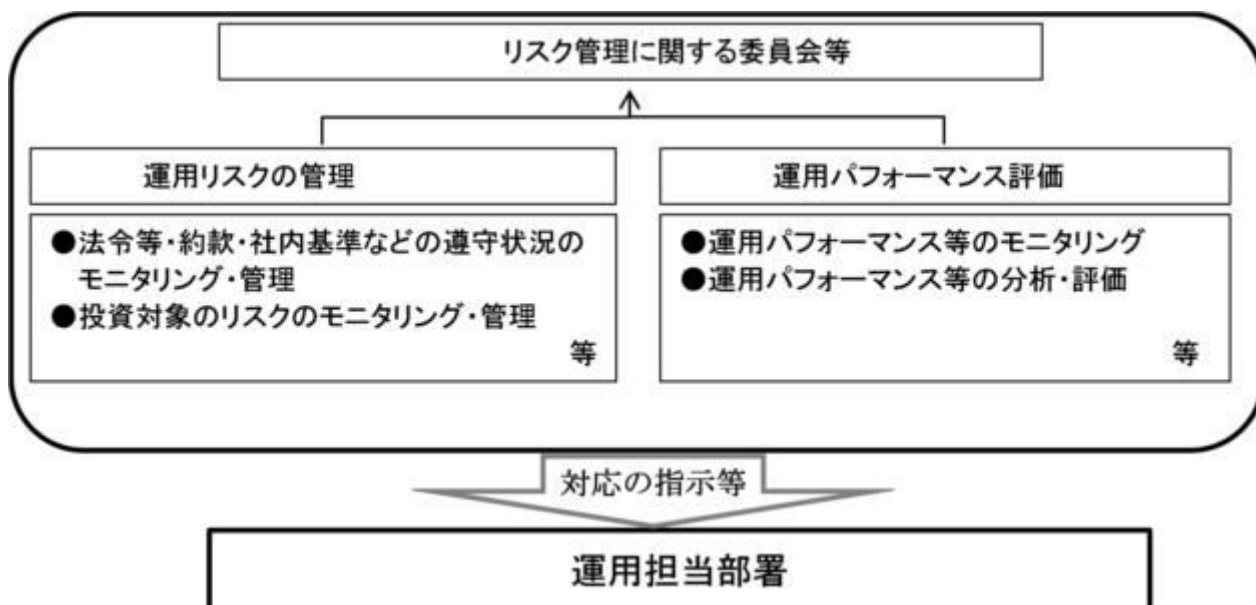 リスク管理に関する委員会等
運用リスクの管理
●法令等・約款・社内基準などの遵守状況の
モニタリング・管理
●投資対象のリスクのモニタリング・管理
等
運用パフォーマンス評価
●運用パフォーマンス等のモニタリング
●運用パフォーマンス等の分析・評価
等
対応の指示等
運用担当部署